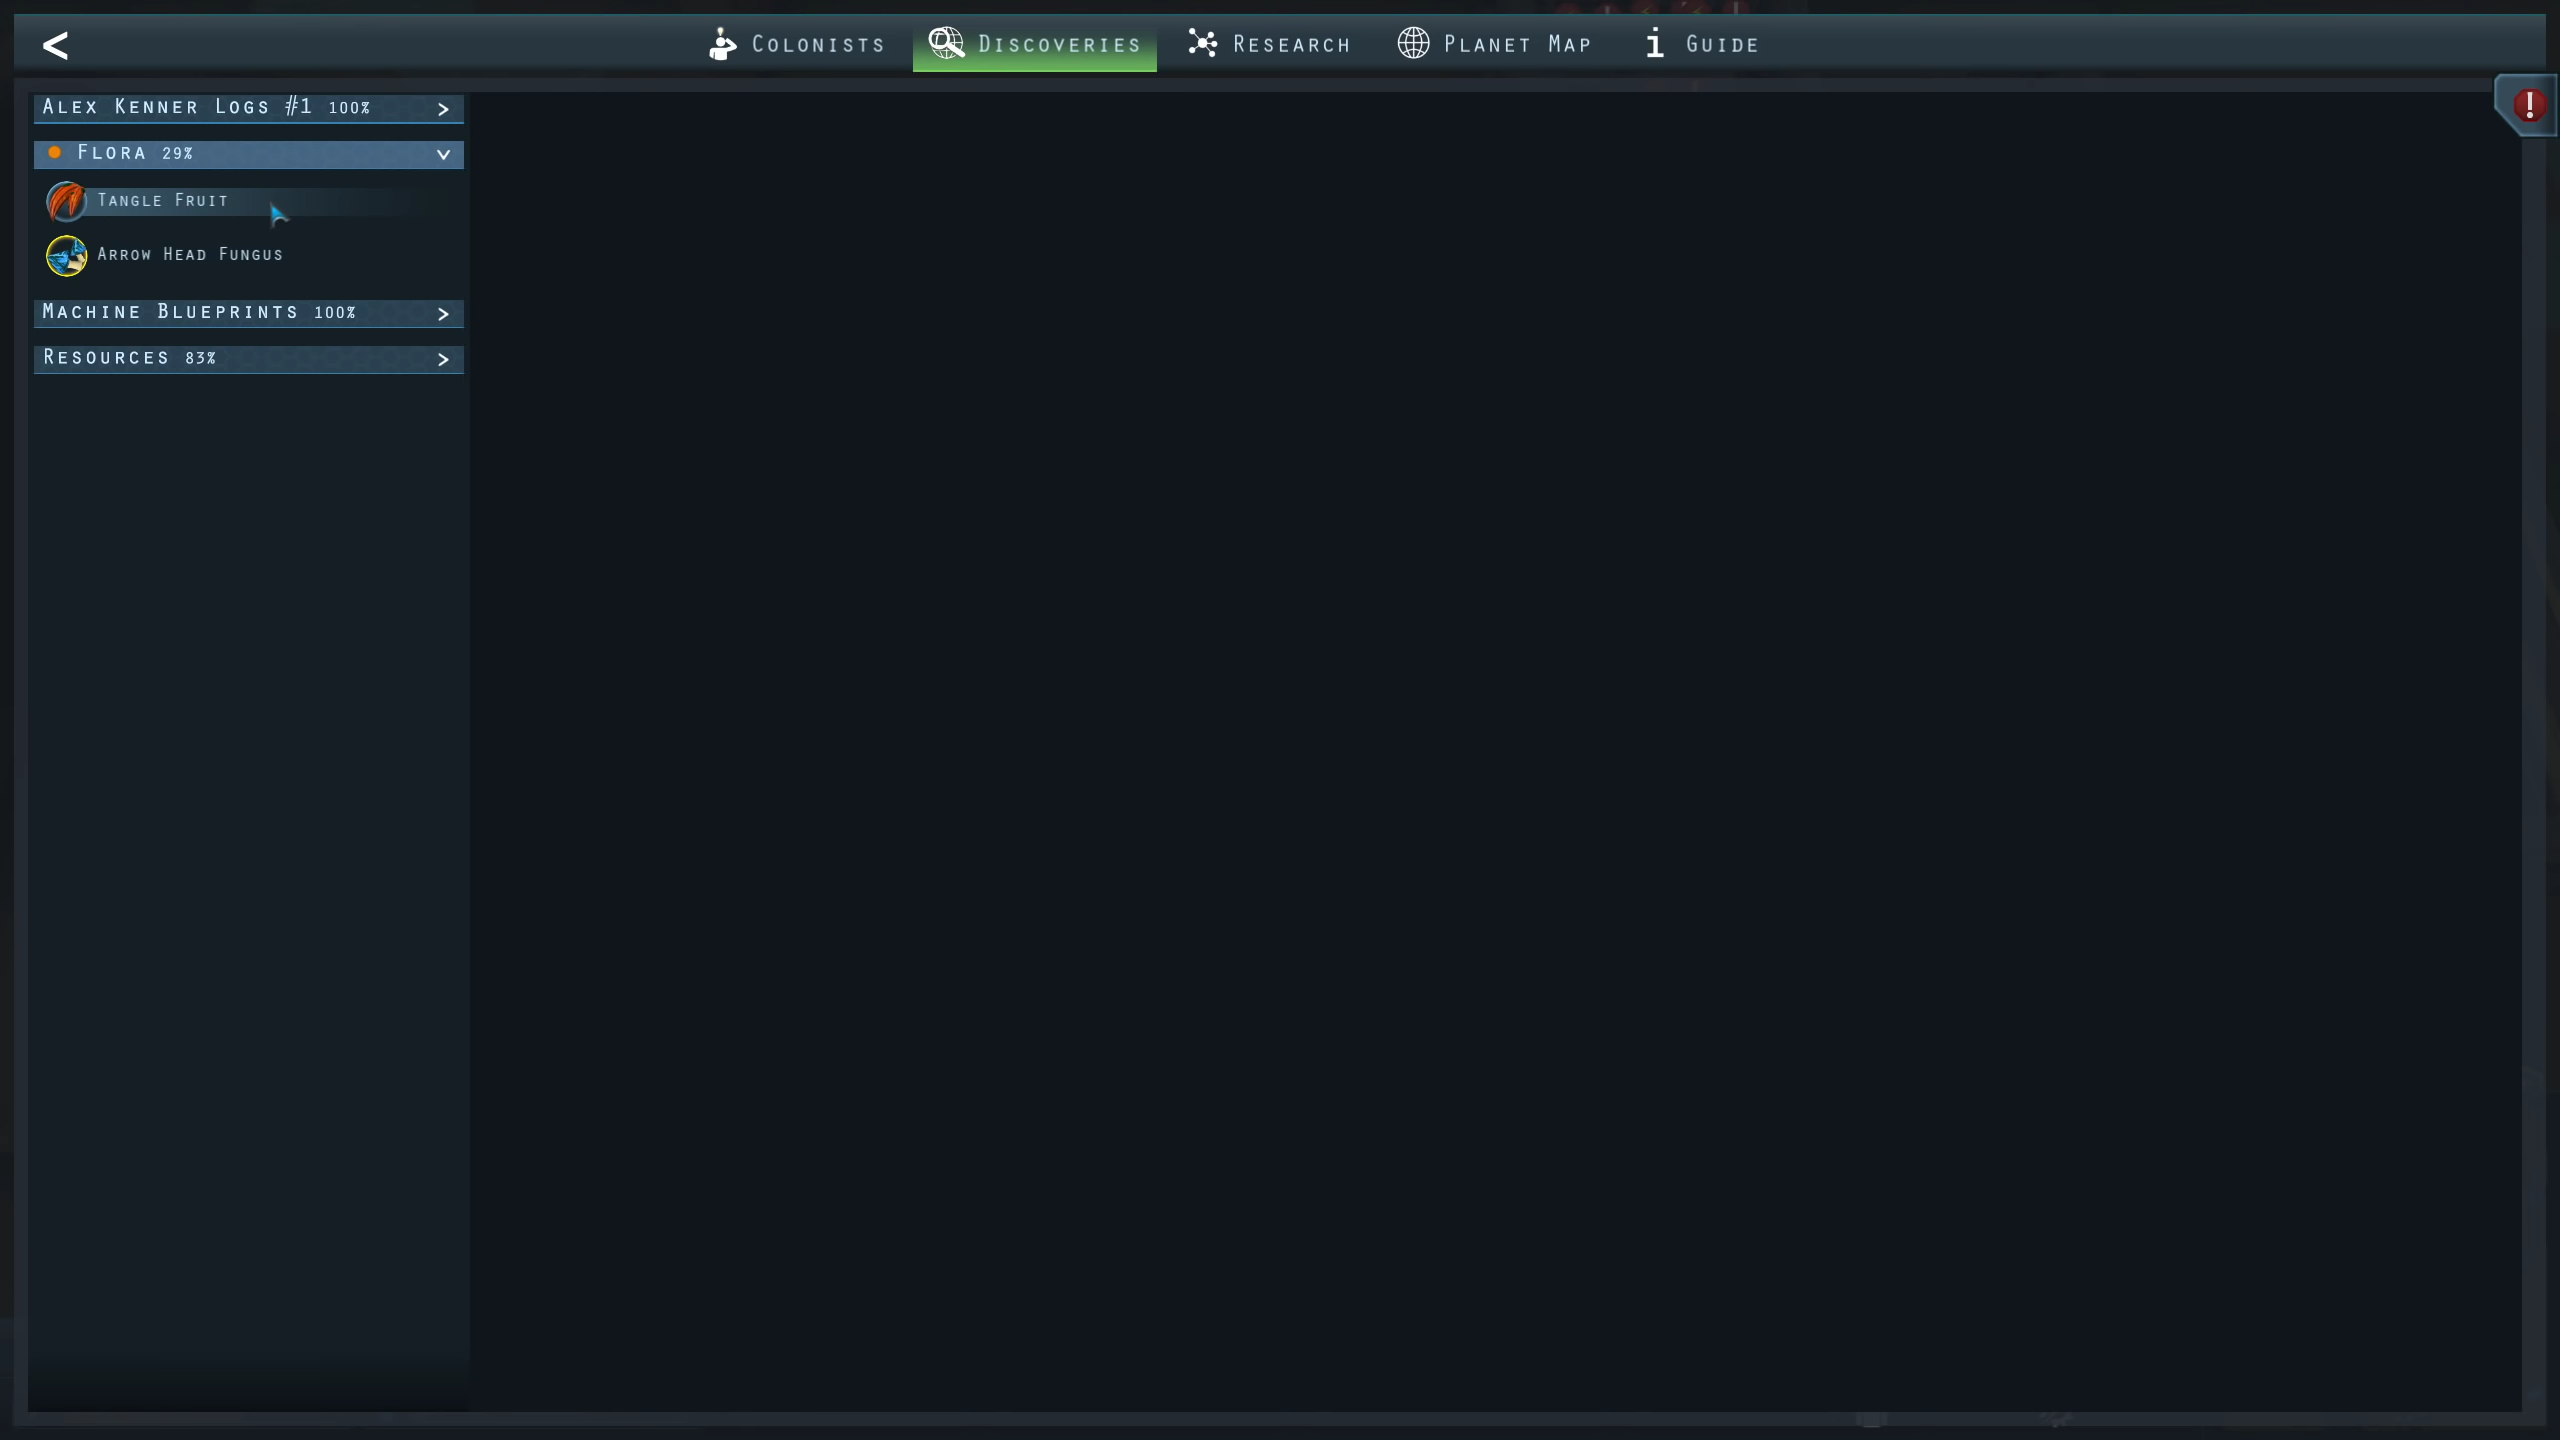 < Colonists Discoveries Research Planet Map i Guide
Alex Kenner Logs #1 100% >
Flora 29%
Tangle Fruit
Arrow Head Fungus
Machine Blueprints 100% >
Resources 83% >